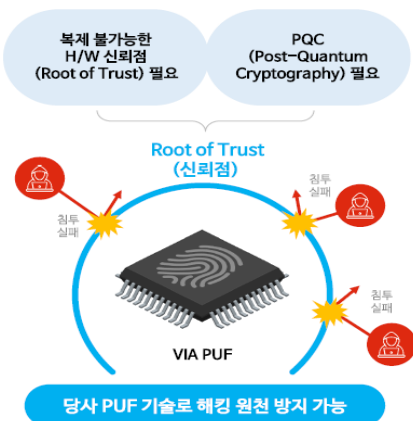 복제 불가능한
H/W 신뢰점
(Root of Trust) 필요
PQC
(Post-Quantum
Cryptography) 필요
Root of Trust
(신뢰점)
침투
실패
침투
실패
침투
실패
VIA PUF
당사 PUF 기술로 해킹 원천 방지 가능